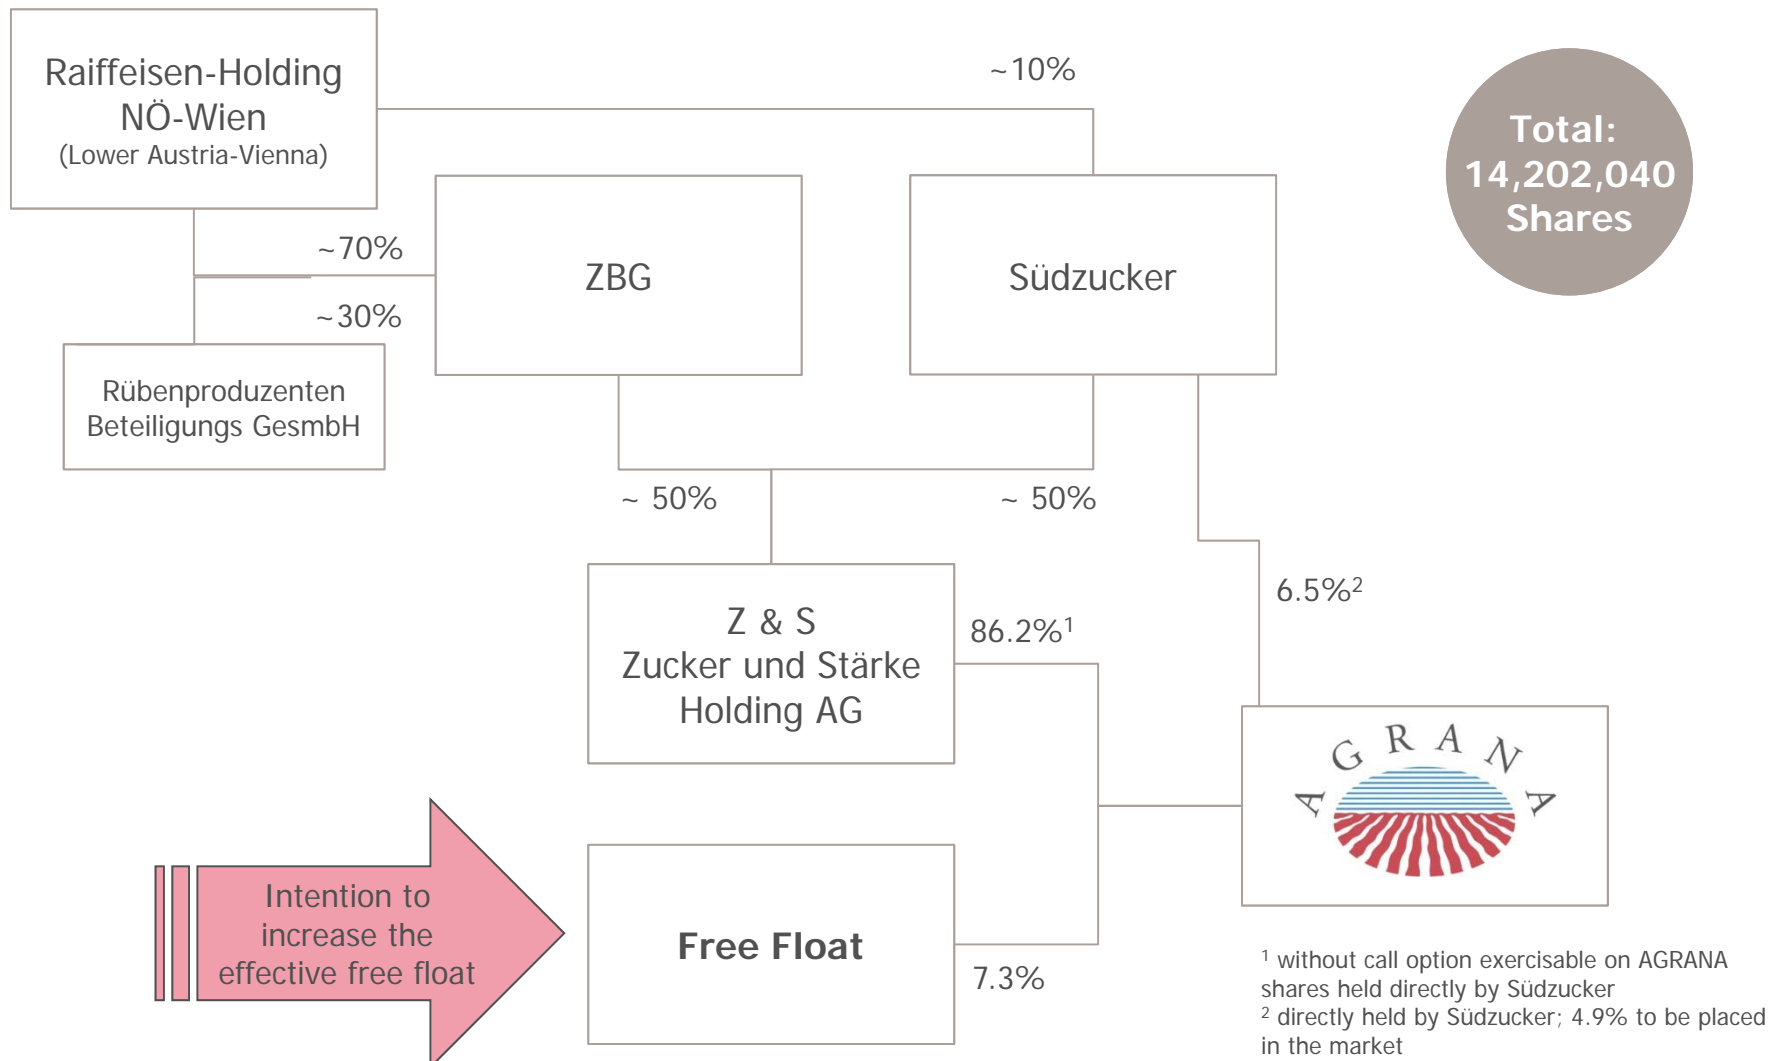 Raiffeisen-Holding
NÖ-Wien
(Lower Austria-Vienna)
~10%
Total:
14,202,040
Shares
~70%
ZBG
Südzucker
~30%
Rübenproduzenten
Beteiligungs GesmbH
~ 50%
~ 50%
6.5%²
Z & S
Zucker und Stärke
Holding AG
86.2%¹
AGRANA
Intention to
increase the
effective free float
Free Float
7.3%
¹ without call option exercisable on AGRANA
shares held directly by Südzucker
² directly held by Südzucker; 4.9% to be placed
in the market